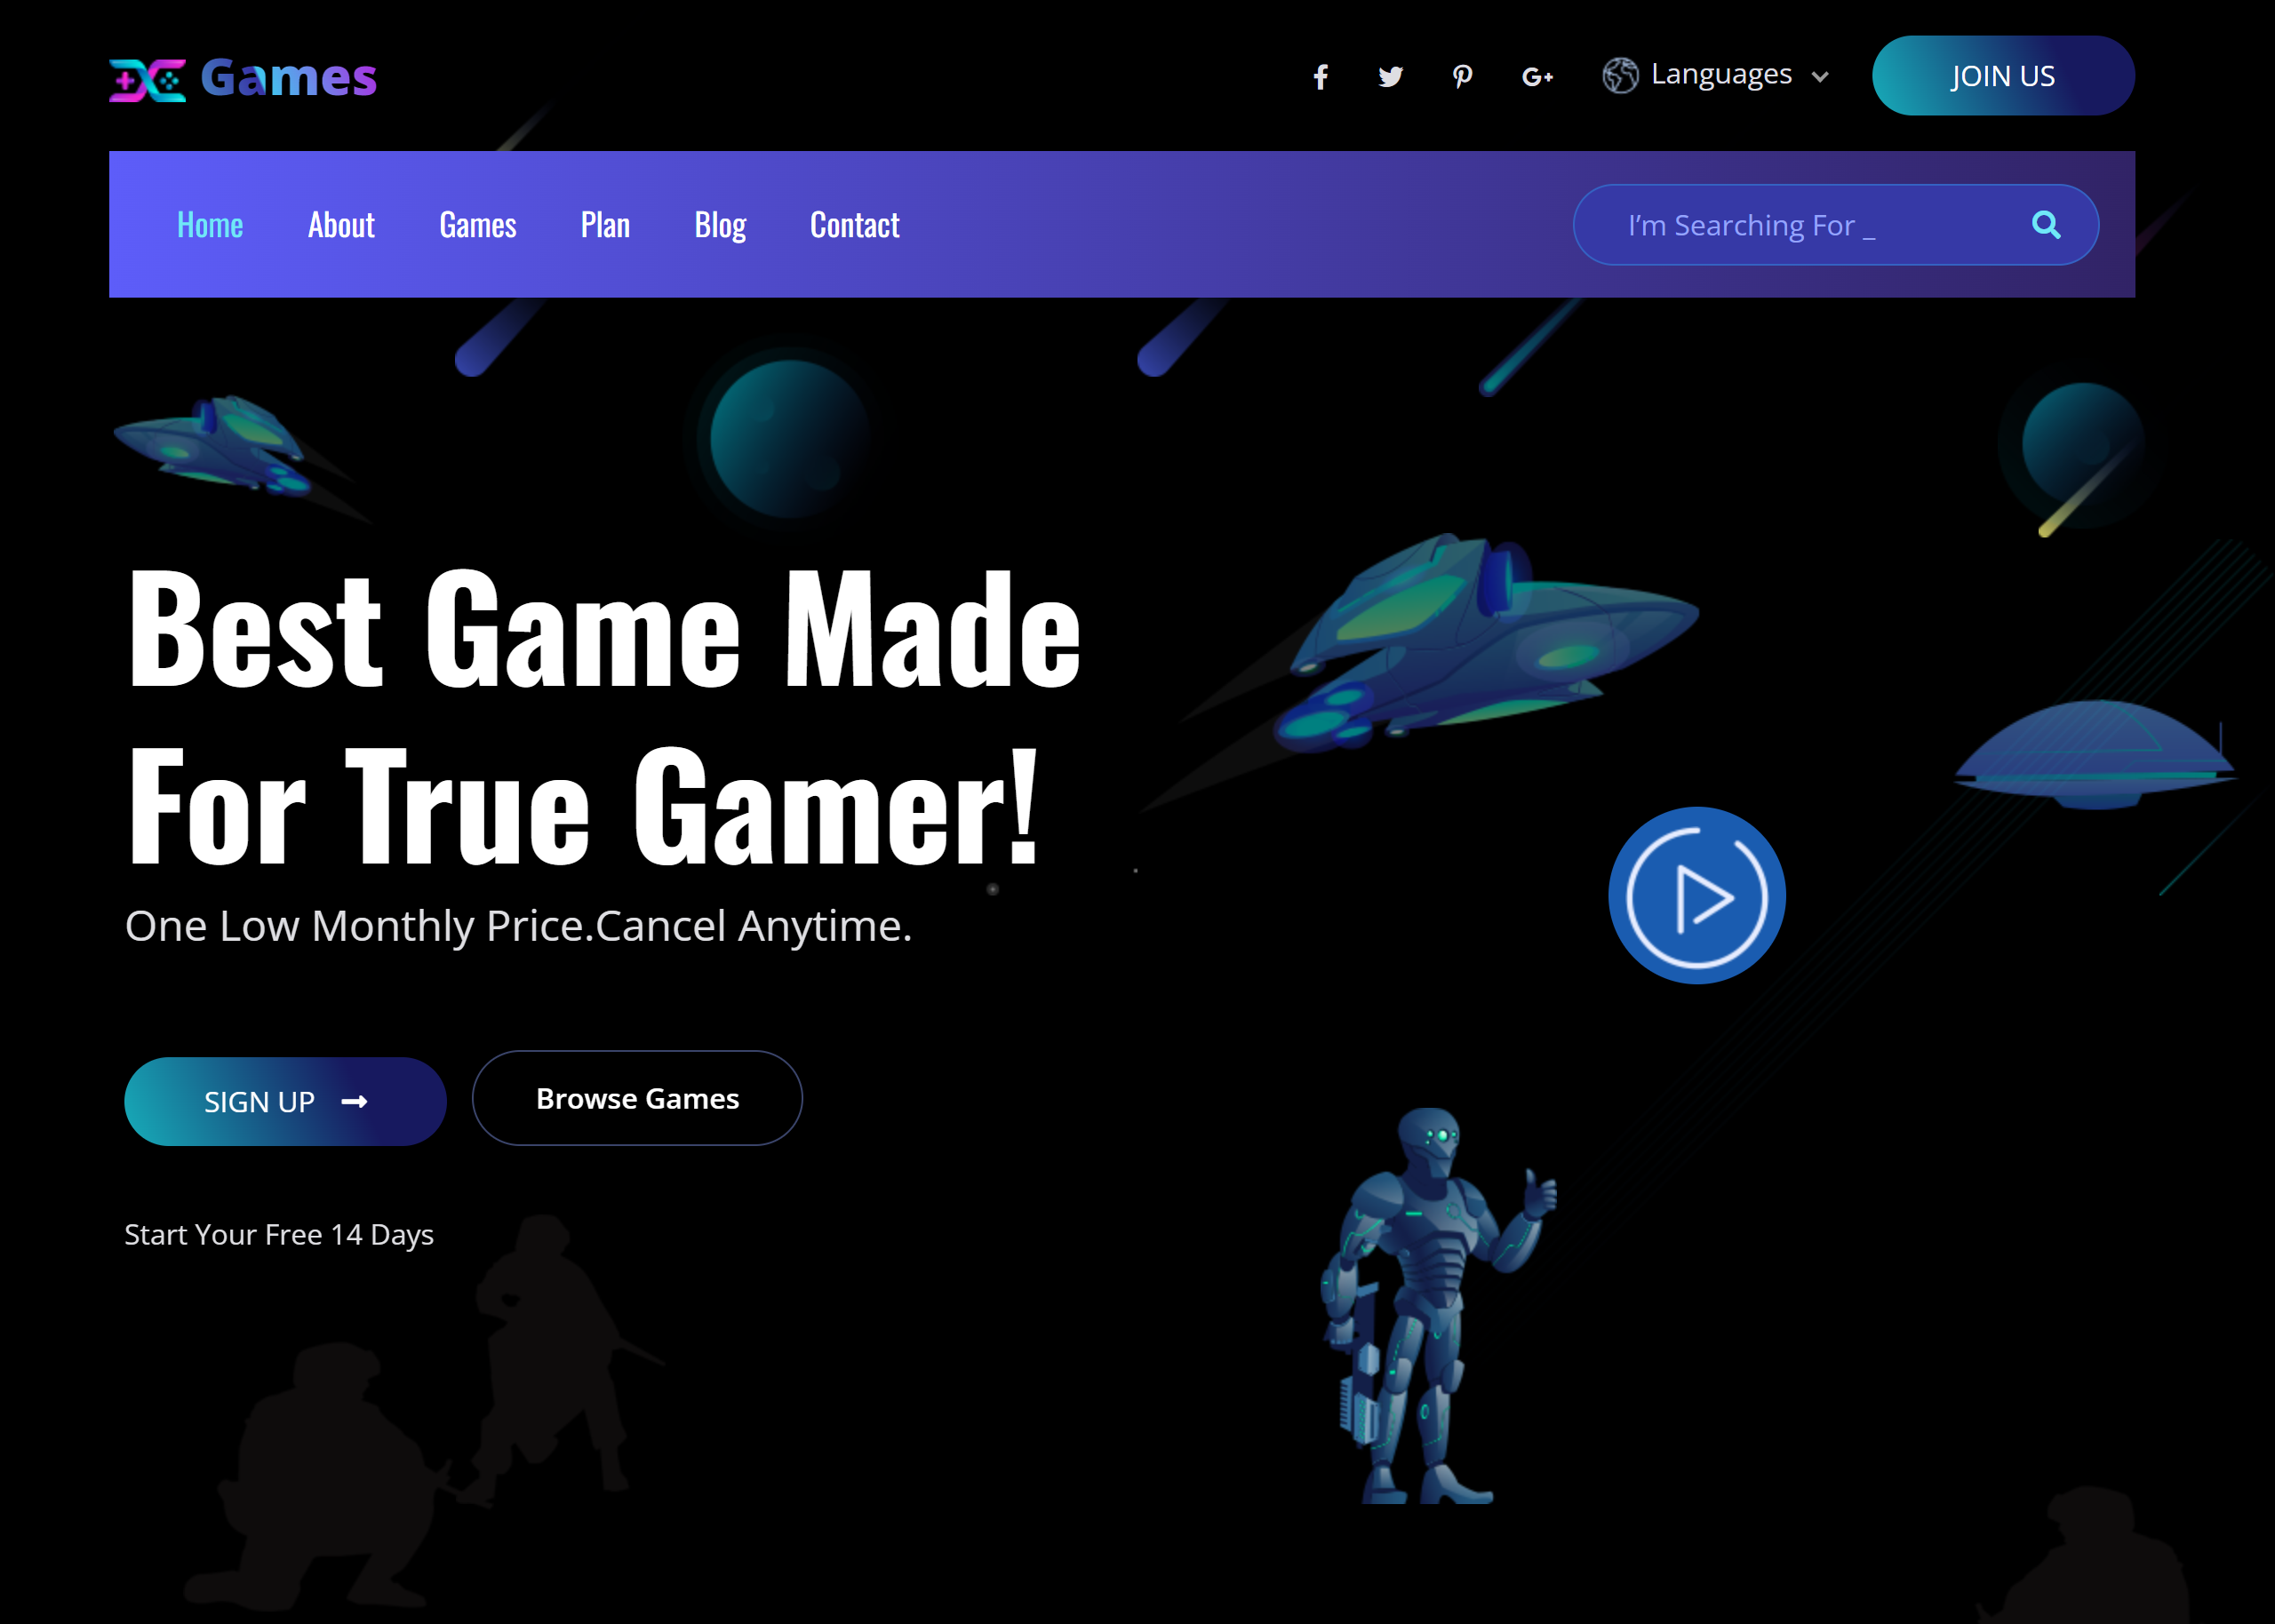 Games
Languages
JOIN US
Home About Games Plan Blog Contact
I’m Searching For _
Best Game Made
For True Gamer!
One Low Monthly Price.Cancel Anytime.
SIGN UP
Browse Games
Start Your Free 14 Days